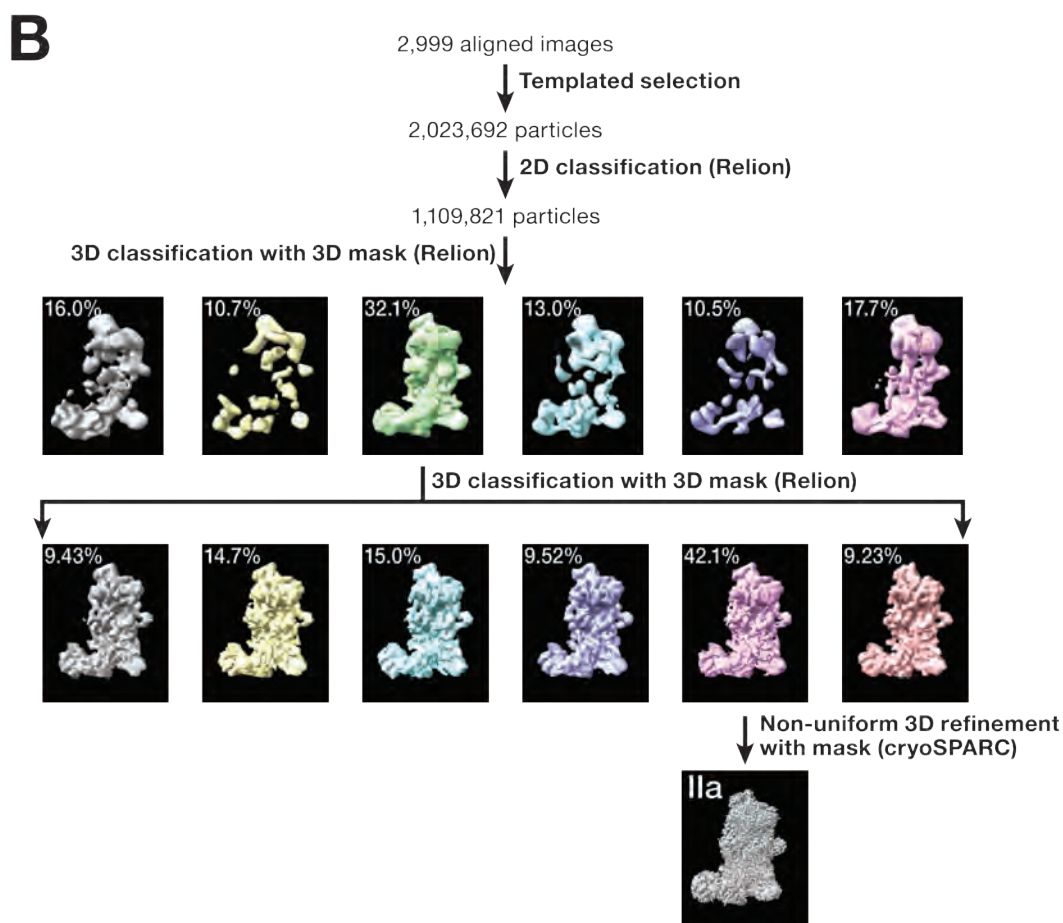 B
2,999 aligned images
Templated selection
2,023,692 particles
2D classification (Relion)
1,109,821 particles
3D classification with 3D mask (Relion)
16.0%
10.7%
32.1%
13.0%
10.5%
17.7%
3D classification with 3D mask (Relion)
9.43%
14.7%
15.0%
9.52%
42.1%
9.23%
Non-uniform 3D refinement
with mask (cryoSPARC)
IIa